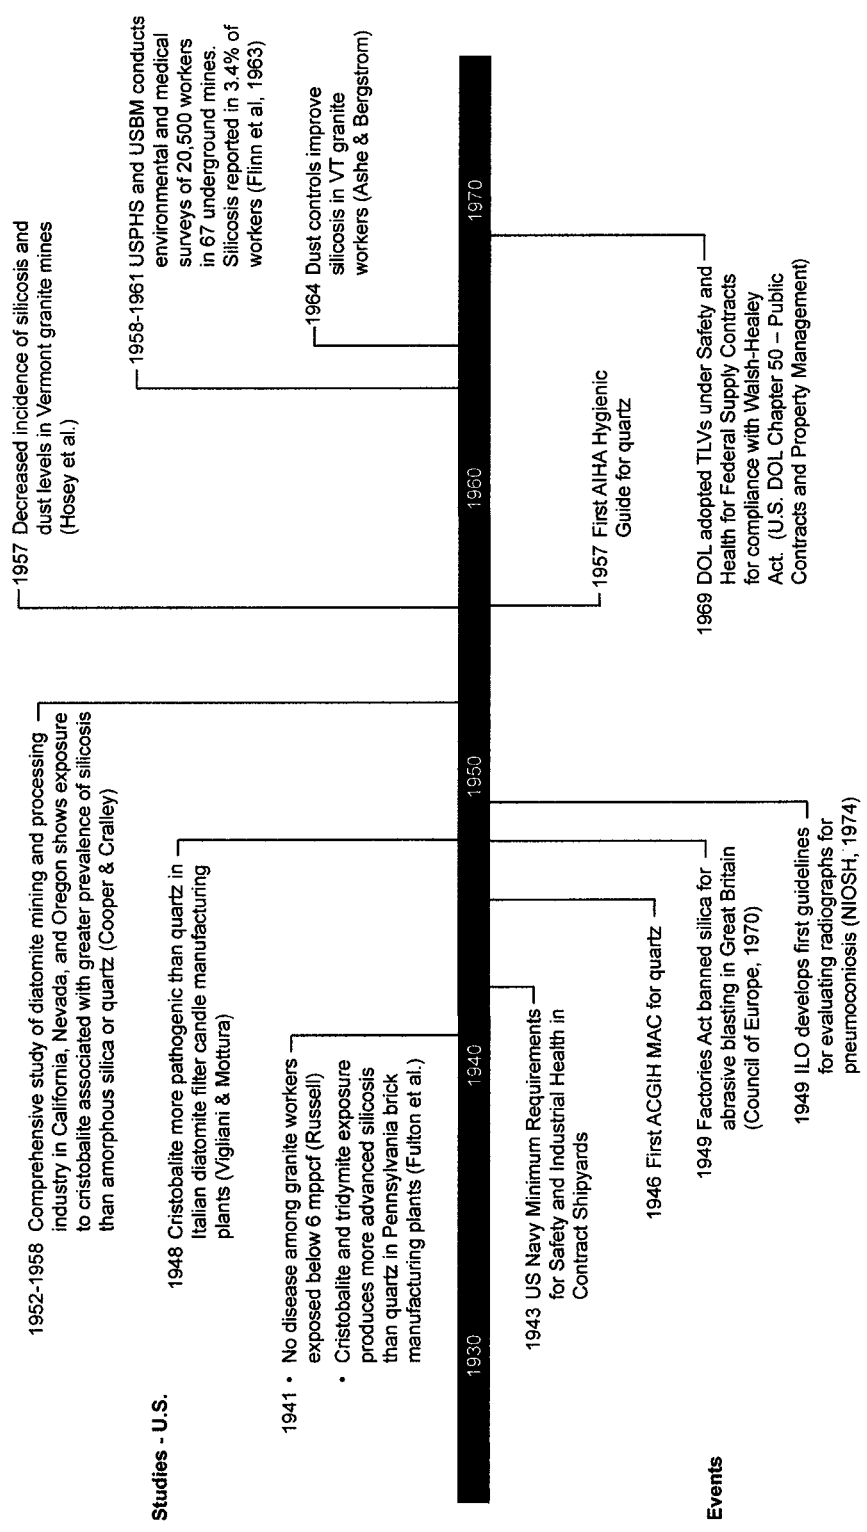 Studies - U.S.
1952-1958 Comprehensive study of diatomite mining and processing
industry in California, Nevada, and Oregon shows exposure
to cristobalite associated with greater prevalence of silicosis
than amorphous silica or quartz (Cooper & Cralley)
1948 Cristobalite more pathogenic than quartz in
Italian diatomite filter candle manufacturing
plants (Vigliani & Mottura)
1941 • No disease among granite workers
exposed below 6 mppcf (Russell)
• Cristobalite and tridymite exposure
produces more advanced silicosis
than quartz in Pennsylvania brick
manufacturing plants (Fulton et al.)
1957 Decreased incidence of silicosis and
dust levels in Vermont granite mines
(Hosey et al.)
1958-1961 USPHS and USBM conducts
environmental and medical
surveys of 20,500 workers
in 67 underground mines.
Silicosis reported in 3.4% of
workers (Flinn et al, 1963)
1964 Dust controls improve
silicosis in VT granite
workers (Ashe & Bergstrom)
1930
1940
1950
1960
1970
Events
1943 US Navy Minimum Requirements
for Safety and Industrial Health in
Contract Shipyards
1946 First ACGIH MAC for quartz
1949 Factories Act banned silica for
abrasive blasting in Great Britain
(Council of Europe, 1970)
1949 ILO develops first guidelines
for evaluating radiographs for
pneumoconiosis (NIOSH, 1974)
1957 First AIHA Hygienic
Guide for quartz
1969 DOL adopted TLVs under Safety and
Health for Federal Supply Contracts
for compliance with Walsh-Healey
Act. (U.S. DOL Chapter 50 – Public
Contracts and Property Management)